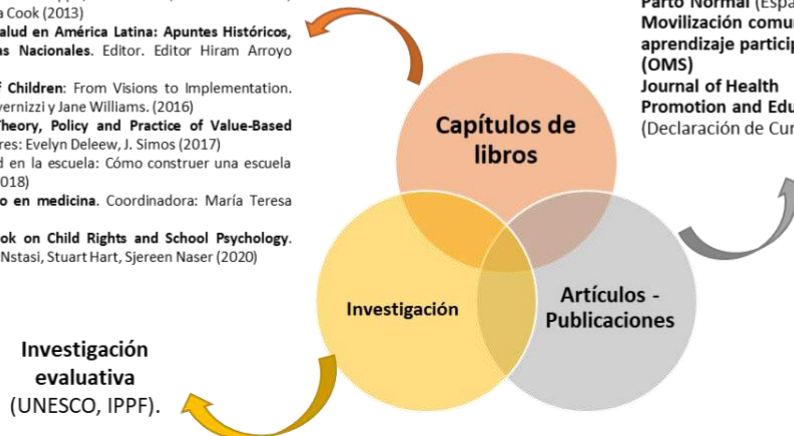 a Cook (2013)
alud en América Latina: Apuntes Históricos,
as Nacionales. Editor. Editor Hiram Arroyo
f Children: From Visions to Implementation.
vernizzi y Jane Williams. (2016)
Theory, Policy and Practice of Value-Based
res: Evelyn Deleew, J. Simos (2017)
d en la escuela: Cómo construer una escuela
018)
o en medicina. Coordinadora: María Teresa
ok on Child Rights and School Psychology.
Nstasi, Stuart Hart, Sjereen Naser (2020)
Parto Normal (Espa
Movilización comu
aprendizaje particip
(OMS)
Journal of Health
Promotion and Edu
(Declaración de Cur
Capítulos de
libros
Investigación
Artículos -
Publicaciones
Investigación
evaluativa
(UNESCO, IPPF).